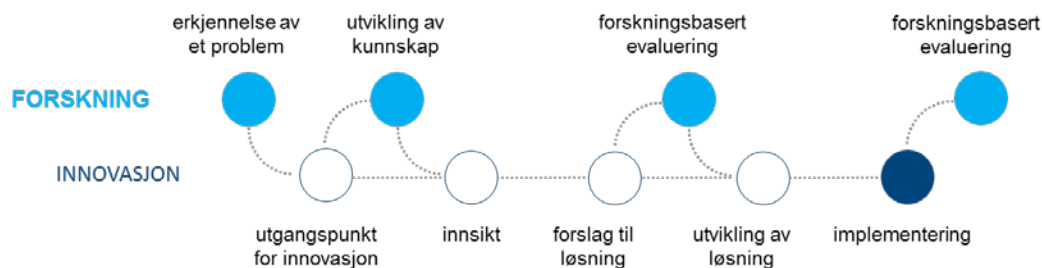 erkjennelse av
et problem
utvikling av
kunnskap
forskningsbasert
evaluering
forskningsbasert
evaluering
FORSKNING
INNOVASJON
utgangspunkt
for innovasjon
innsikt
forslag til
løsning
utvikling av
løsning
implementering